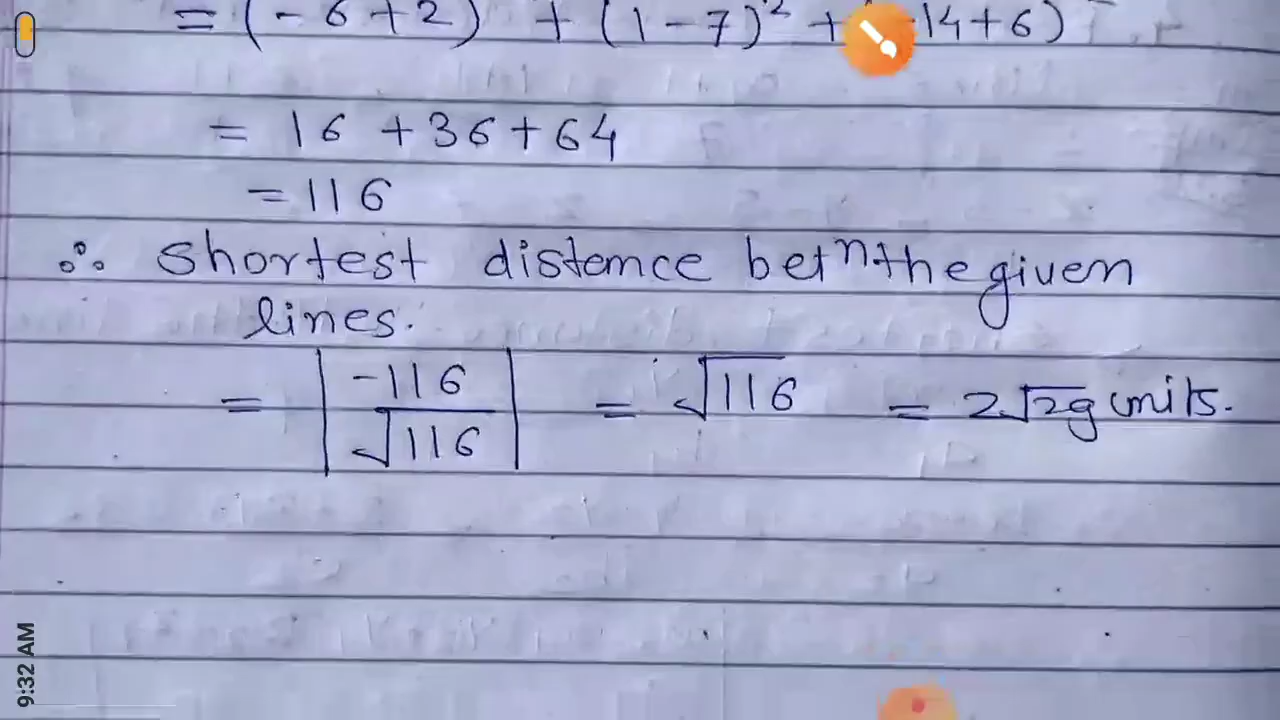 = (-6+2) + (1-7)² + 14+6)
= 16 +36+64
= 116
∴ shortest distance betⁿ the given
lines.
= |-116/√116| = √116 = 2√29 units.
9:32 AM